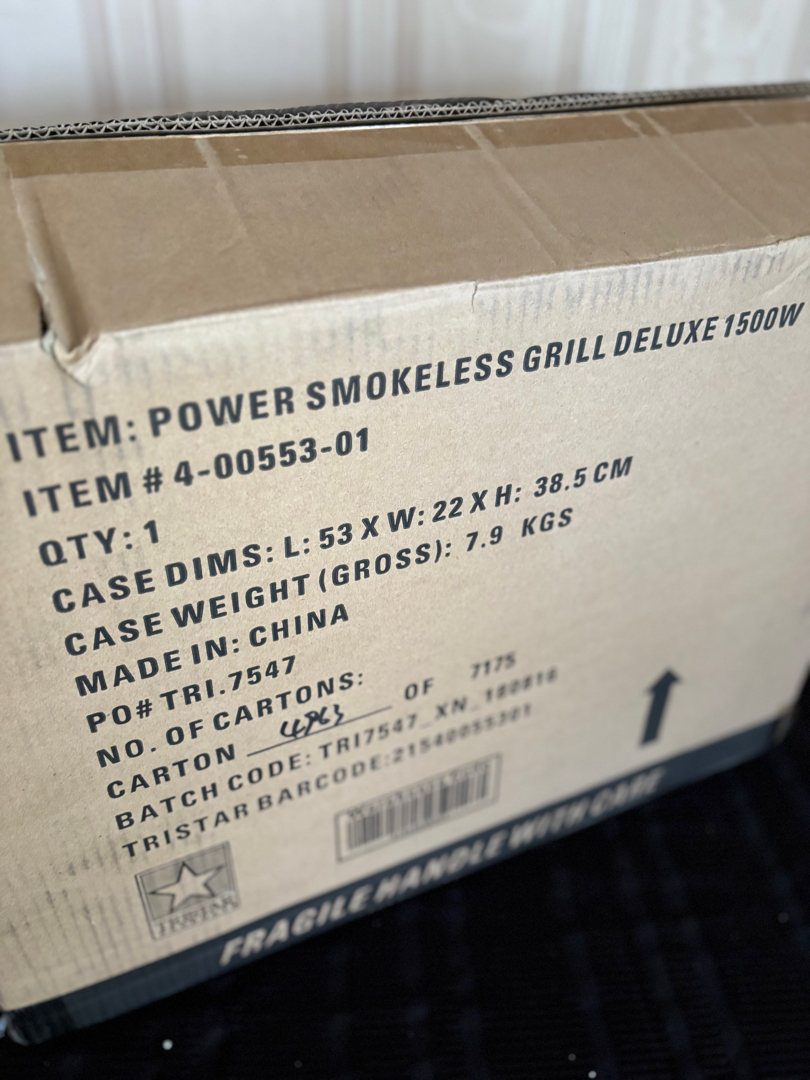 ITEM: POWER SMOKELESS GRILL DELUXE 1500W
ITEM # 4-00553-01
QTY: 1
CASE DIMS: L: 53 X W: 22 X H: 38.5 CM
CASE WEIGHT (GROSS): 7.9 KGS
MADE IN: CHINA
PO# TRI.7547
NO. OF CARTONS:
CARTON OF 7175
BATCH CODE: TRI7547_XN_180816
TRISTAR BARCODE:21540055301
TRISTAR
FRAGILE HANDLE WITH CARE